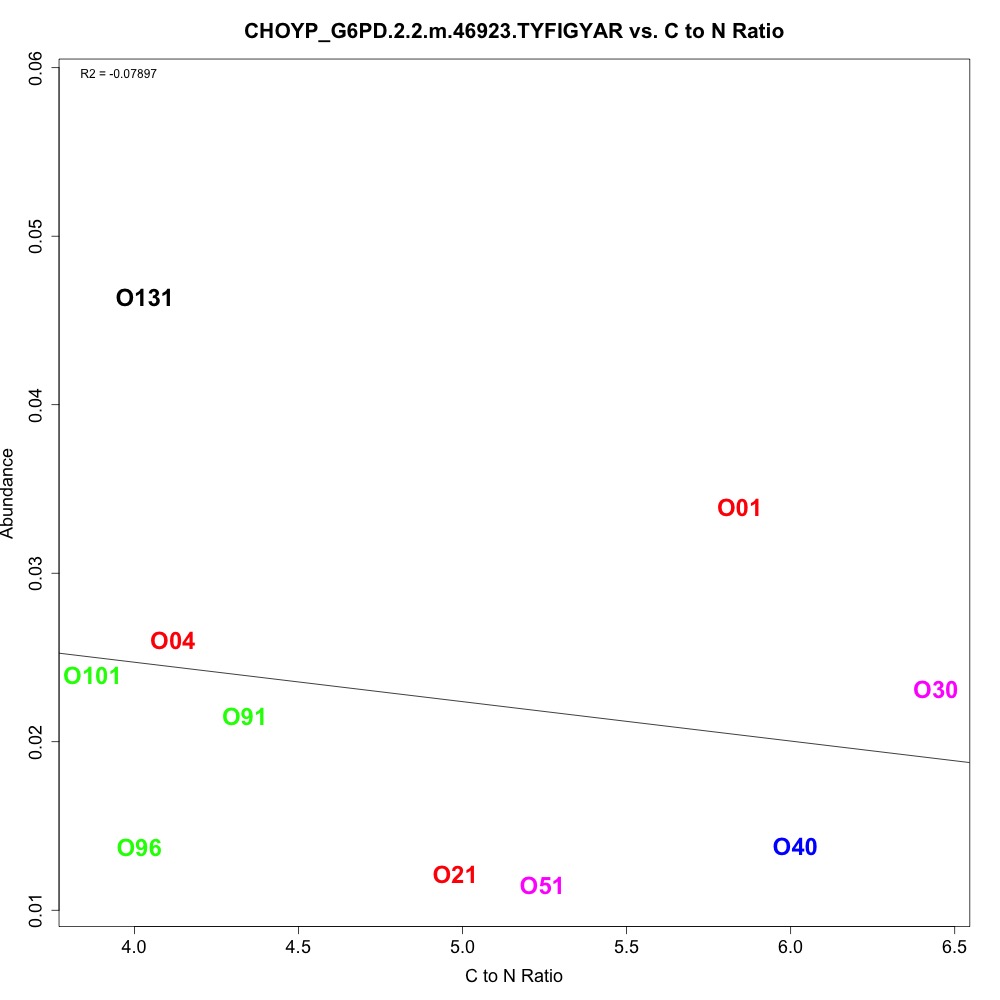 CHOYP_G6PD.2.2.m.46923.TYFIGYAR vs. C to N Ratio
R2 = -0.07897
0.06
0.05
0.04
0.03
0.02
0.01
Abundance
O131
O01
O04
O101
O30
O91
O96
O40
O21
O51
4.0 4.5 5.0 5.5 6.0 6.5
C to N Ratio